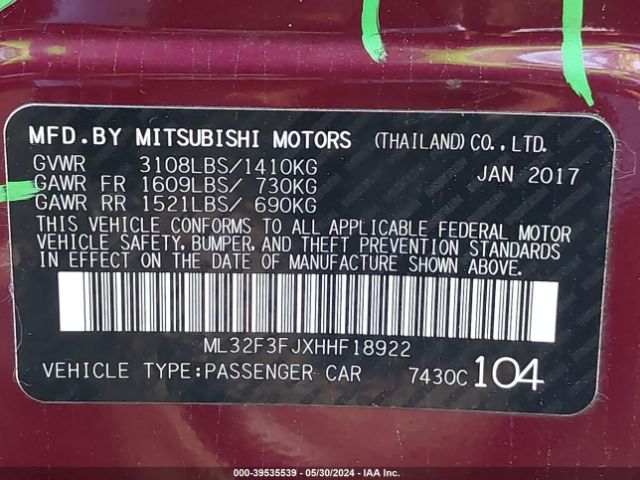 MFD.BY MITSUBISHI MOTORS (THAILAND) CO., LTD.
GVWR 3108LBS/1410KG JAN 2017
GAWR FR 1609LBS/ 730KG
GAWR RR 1521LBS/ 690KG
THIS VEHICLE CONFORMS TO ALL APPLICABLE FEDERAL MOTOR
VEHICLE SAFETY, BUMPER, AND THEFT PREVENTION STANDARDS
IN EFFECT ON THE DATE OF MANUFACTURE SHOWN ABOVE.
ML32F3FJXHHF18922
VEHICLE TYPE:PASSENGER CAR 7430C 104
000-39535539 - 05/30/2024 - IAA Inc.